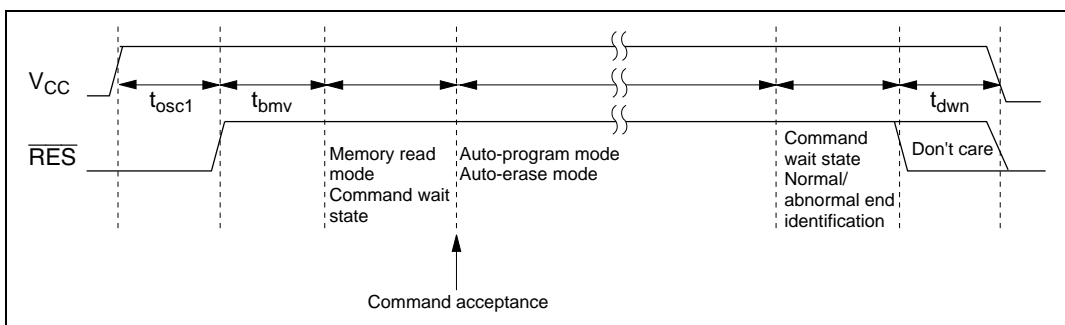 VCC
tosc1
tbmv
tdwn
RES
Memory read
mode
Command wait
state
Auto-program mode
Auto-erase mode
Command
wait state
Normal/
abnormal end
identification
Don't care
Command acceptance